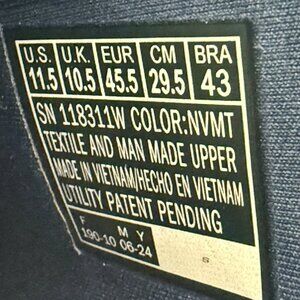 U.S. U.K. EUR CM BRA
11.5 10.5 45.5 29.5 43
SN 118311W COLOR:NVMT
TEXTILE AND MAN MADE UPPER
MADE IN VIETNAM/HECHO EN VIETNAM
UTILITY PATENT PENDING
F M Y
190-10 06-24